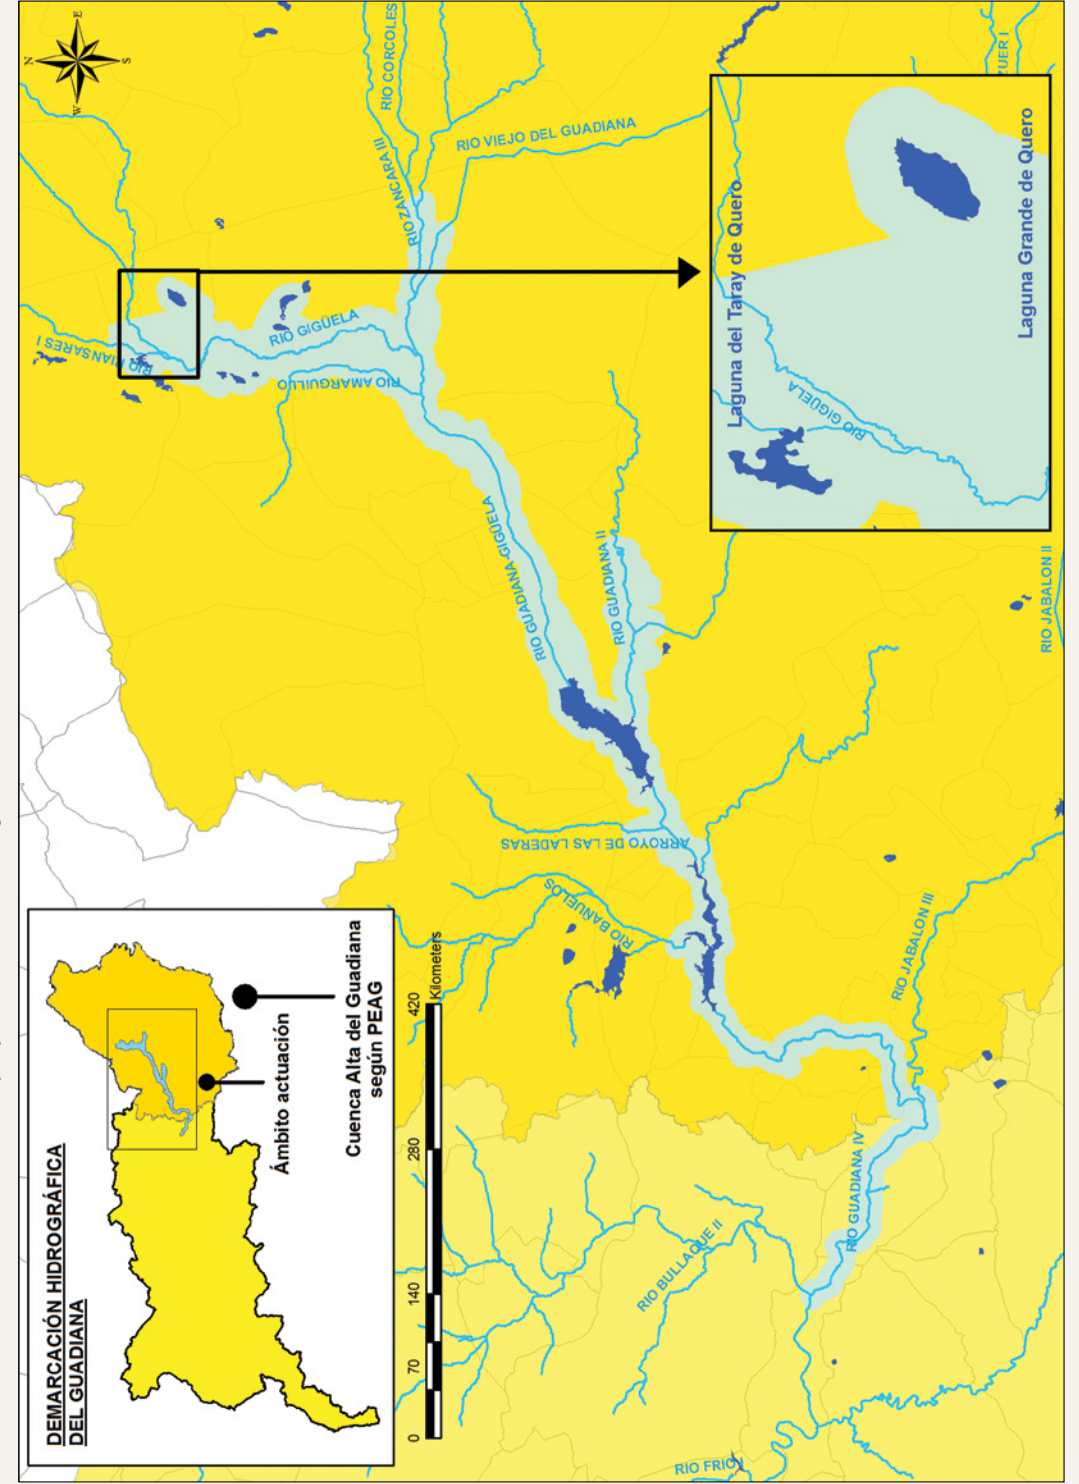 DEMARCACIÓN HIDROGRÁFICA
DEL GUADIANA
Ámbito actuación
Cuenca Alta del Guadiana
según PEAG
0 70 140 280 420
Kilometers
N
E
S
W
RIO FRIO I
RIO BULLAQUE II
RIO GUADIANA IV
RIO JABALON III
RIO BAÑUELOS
ARROYO DE LAS LADERAS
RIO GUADIANA-GIGÜELA
RIO GUADIANA II
RIO JABALON II
RIO AMARGUILLO
RIO GIGÜELA
RIO RIANSARES I
RIO ZANCARA III
RIO CORCOLES
RIO VIEJO DEL GUADIANA
ZUER I
Laguna del Taray de Quero
RIO GIGÜELA
Laguna Grande de Quero